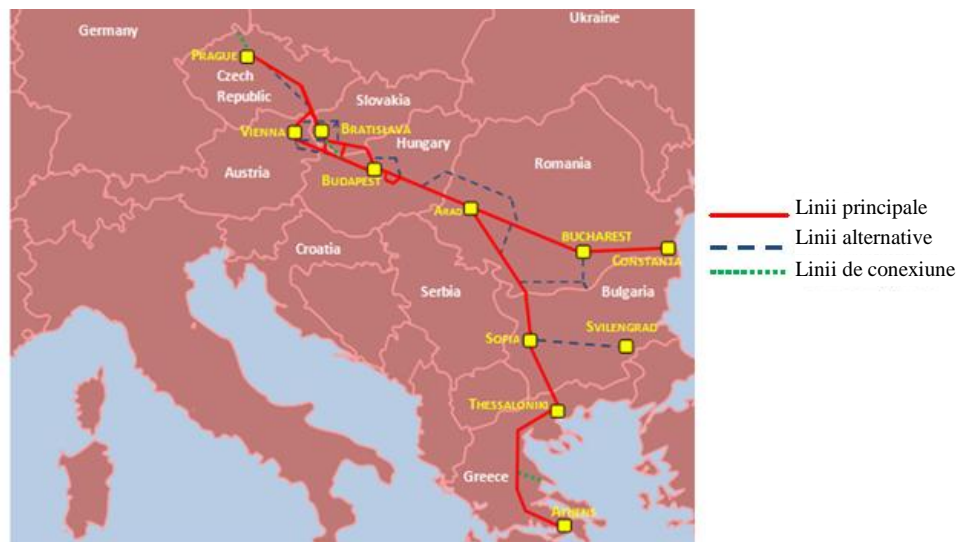 Germany
Ukraine
PRAGUE
Czech
Republic
Slovakia
VIENNA
BRATISLAVA
Hungary
Romania
Austria
BUDAPEST
ARAD
BUCHAREST
CONSTANTA
Croatia
Serbia
Bulgaria
SOFIA
SVILENGRAD
THESSALONIKI
Greece
ATHENS
Linii principale
Linii alternative
Linii de conexiune